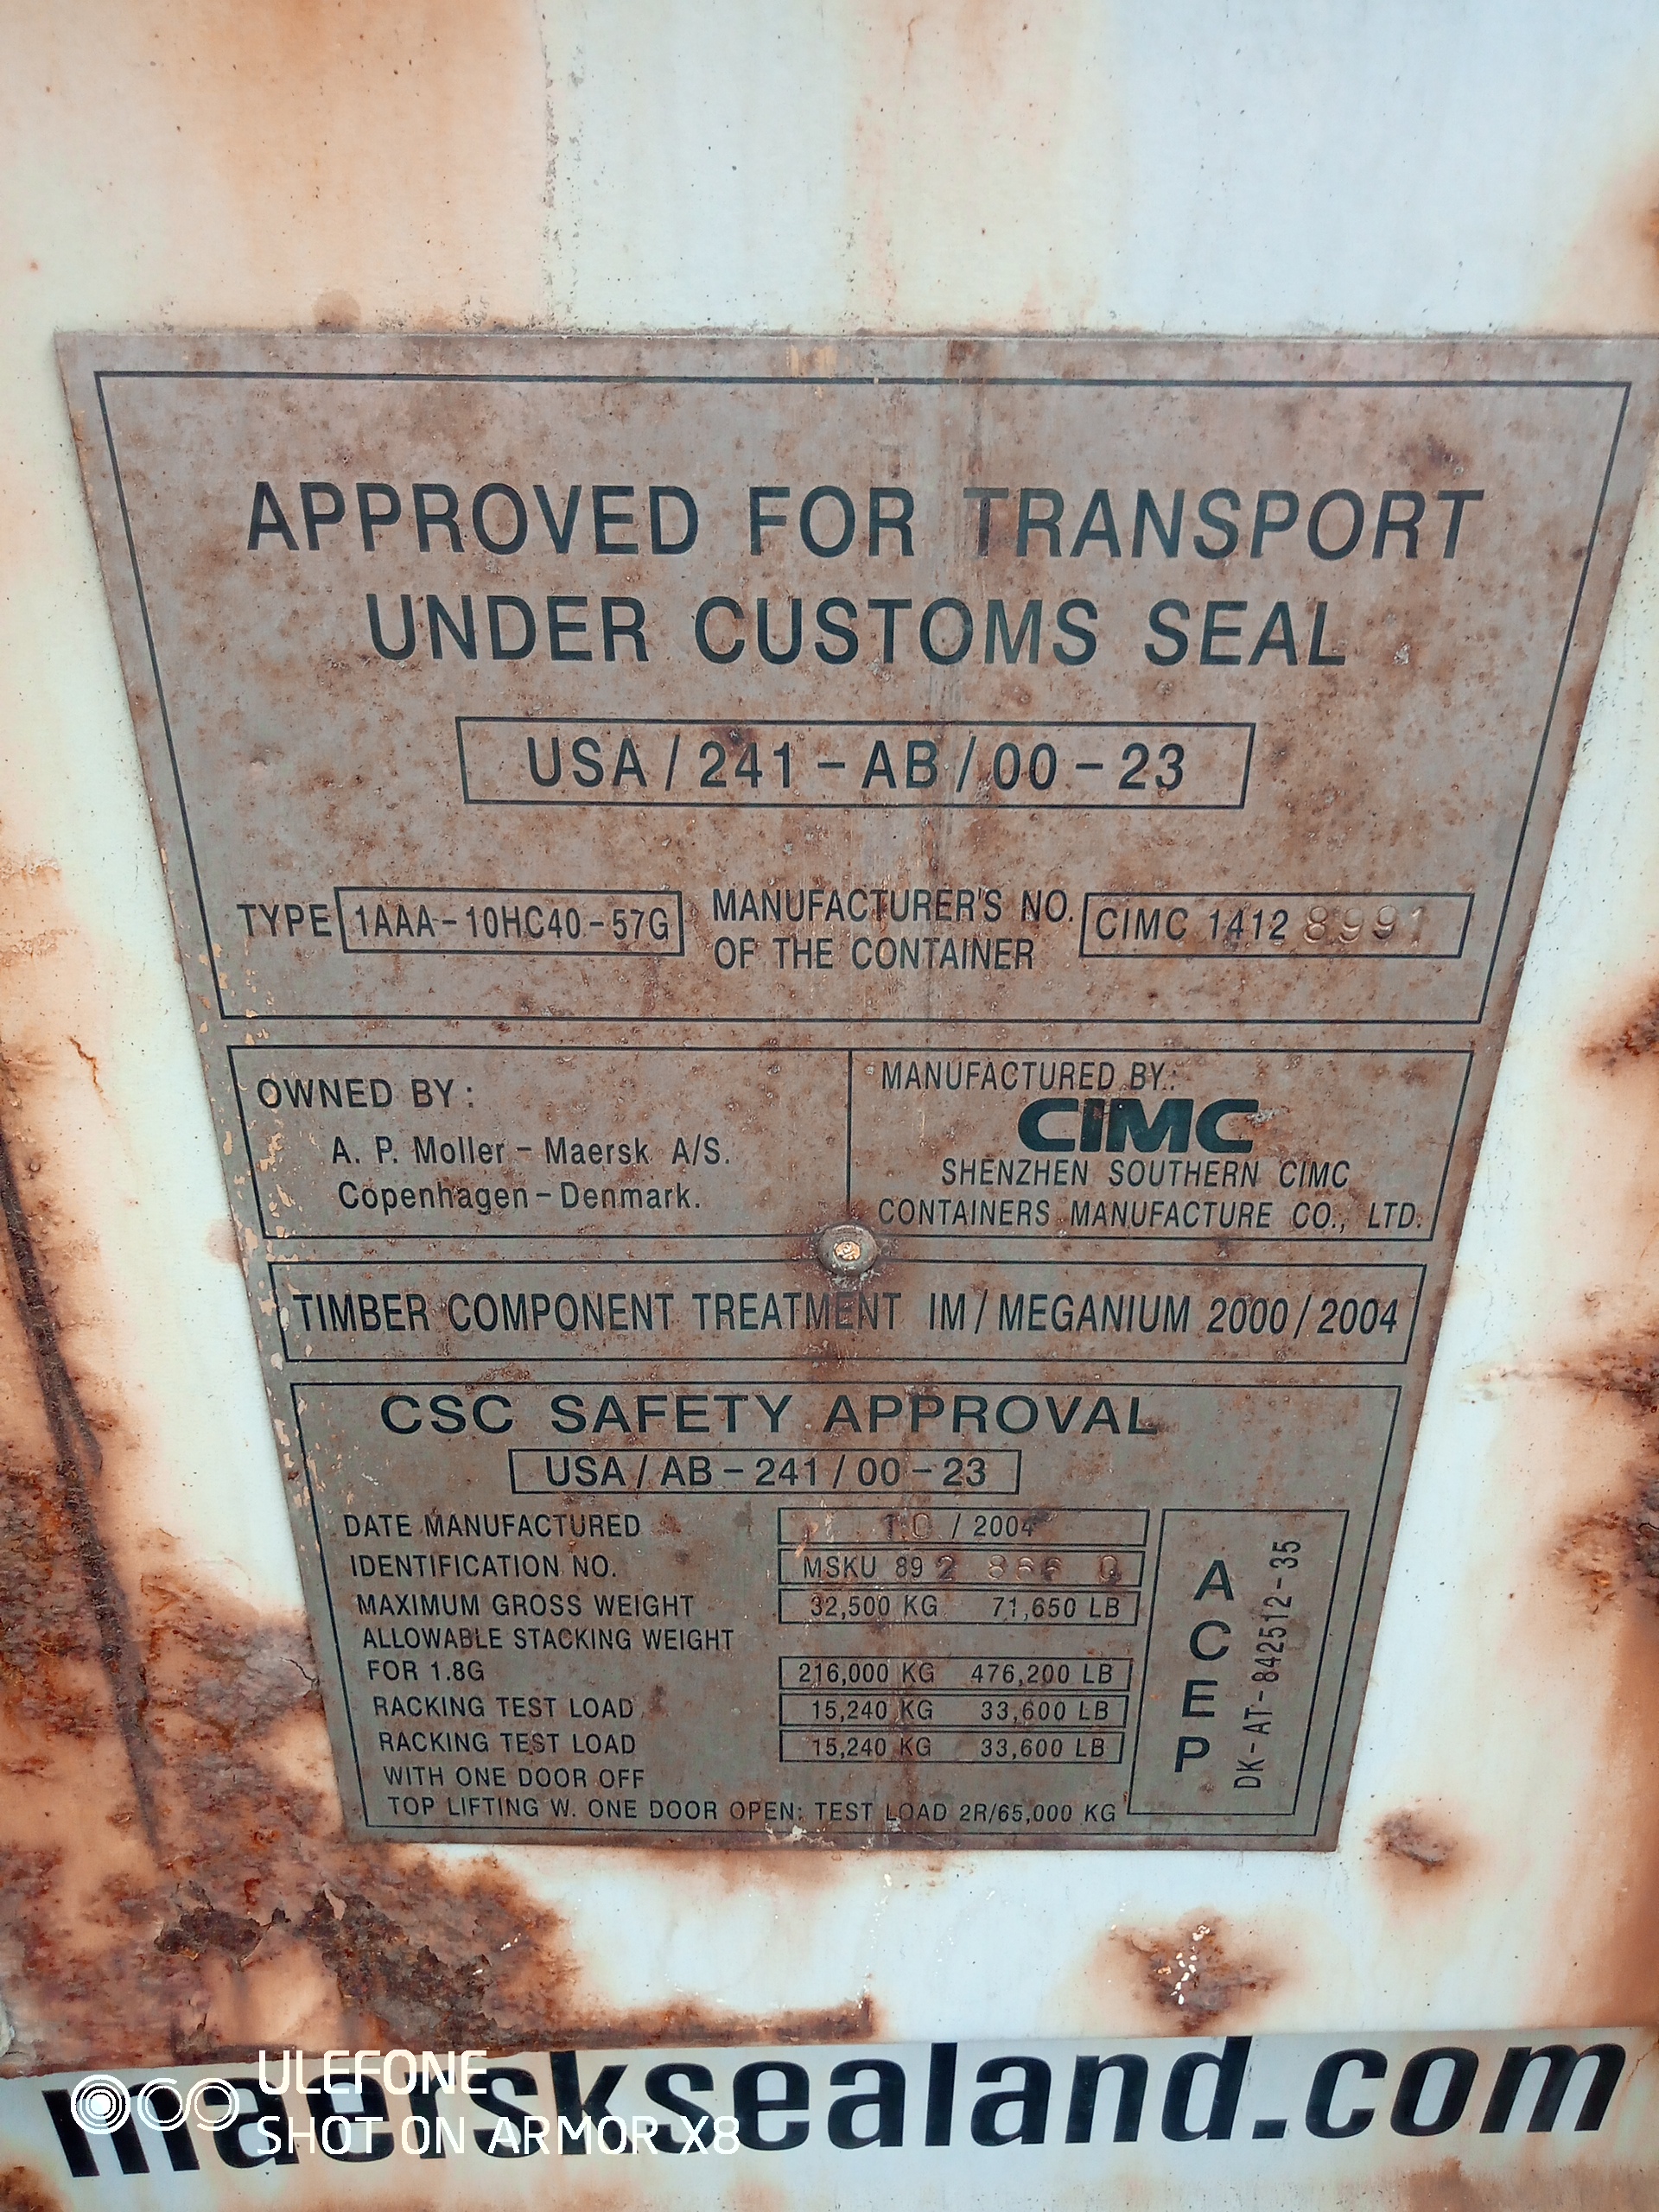 APPROVED FOR TRANSPORT
UNDER CUSTOMS SEAL
USA / 241 - AB / 00 - 23
TYPE 1AAA - 10HC40 - 57G MANUFACTURER'S NO. OF THE CONTAINER CIMC 1412 8991
OWNED BY :
A. P. Moller - Maersk A/S.
Copenhagen - Denmark.
MANUFACTURED BY.:
CIMC
SHENZHEN SOUTHERN CIMC
CONTAINERS MANUFACTURE CO., LTD.
TIMBER COMPONENT TREATMENT IM / MEGANIUM 2000 / 2004
CSC SAFETY APPROVAL
USA / AB - 241 / 00 - 23
DATE MANUFACTURED 10 / 2004
IDENTIFICATION NO. MSKU 89 2 866 0
MAXIMUM GROSS WEIGHT 32,500 KG 71,650 LB
ALLOWABLE STACKING WEIGHT
FOR 1.8G 216,000 KG 476,200 LB
RACKING TEST LOAD 15,240 KG 33,600 LB
RACKING TEST LOAD 15,240 KG 33,600 LB
WITH ONE DOOR OFF
TOP LIFTING W. ONE DOOR OPEN: TEST LOAD 2R/65,000 KG
ACEP
DK - AT - 842512 - 35
maersksealand.com
ULEFONE
SHOT ON ARMOR X8